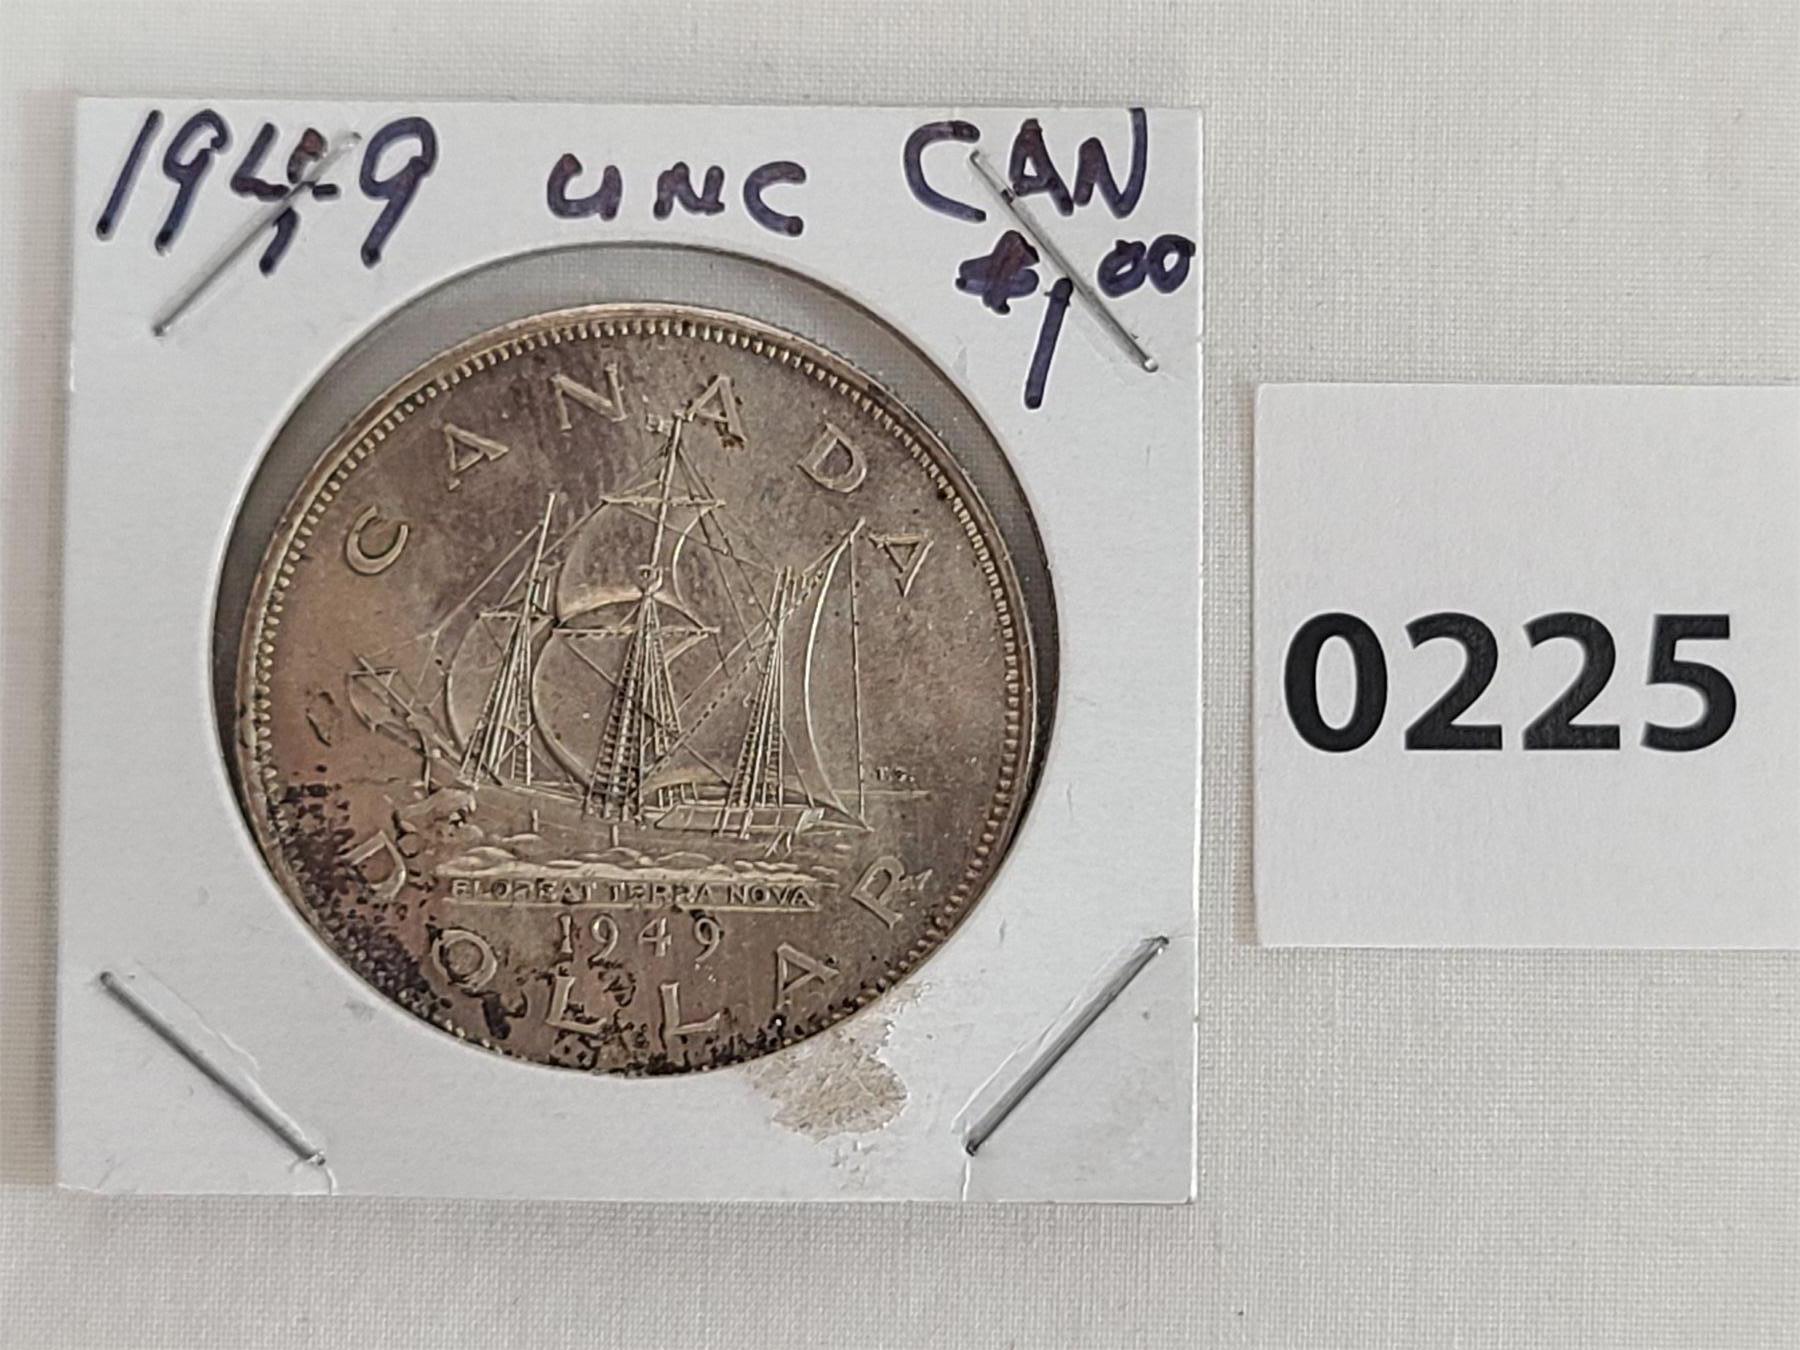 1949 UNC CAN
$1.00
CANADA
FLOREAT TERRA NOVA
1949
DOLLAR
0225